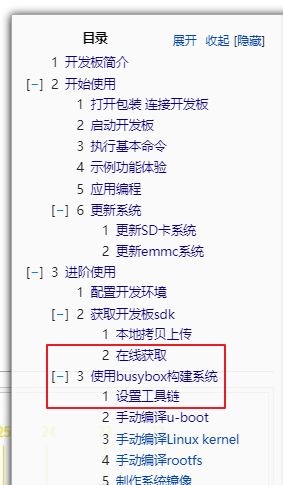 目录 展开 收起 [隐藏]
1 开发板简介
[−] 2 开始使用
1 打开包装 连接开发板
2 启动开发板
3 执行基本命令
4 示例功能体验
5 应用编程
[−] 6 更新系统
1 更新SD卡系统
2 更新emmc系统
[−] 3 进阶使用
1 配置开发环境
[−] 2 获取开发板sdk
1 本地拷贝上传
2 在线获取
[−] 3 使用busybox构建系统
1 设置工具链
2 手动编译u-boot
3 手动编译Linux kernel
4 手动编译rootfs
5 制作系统镜像